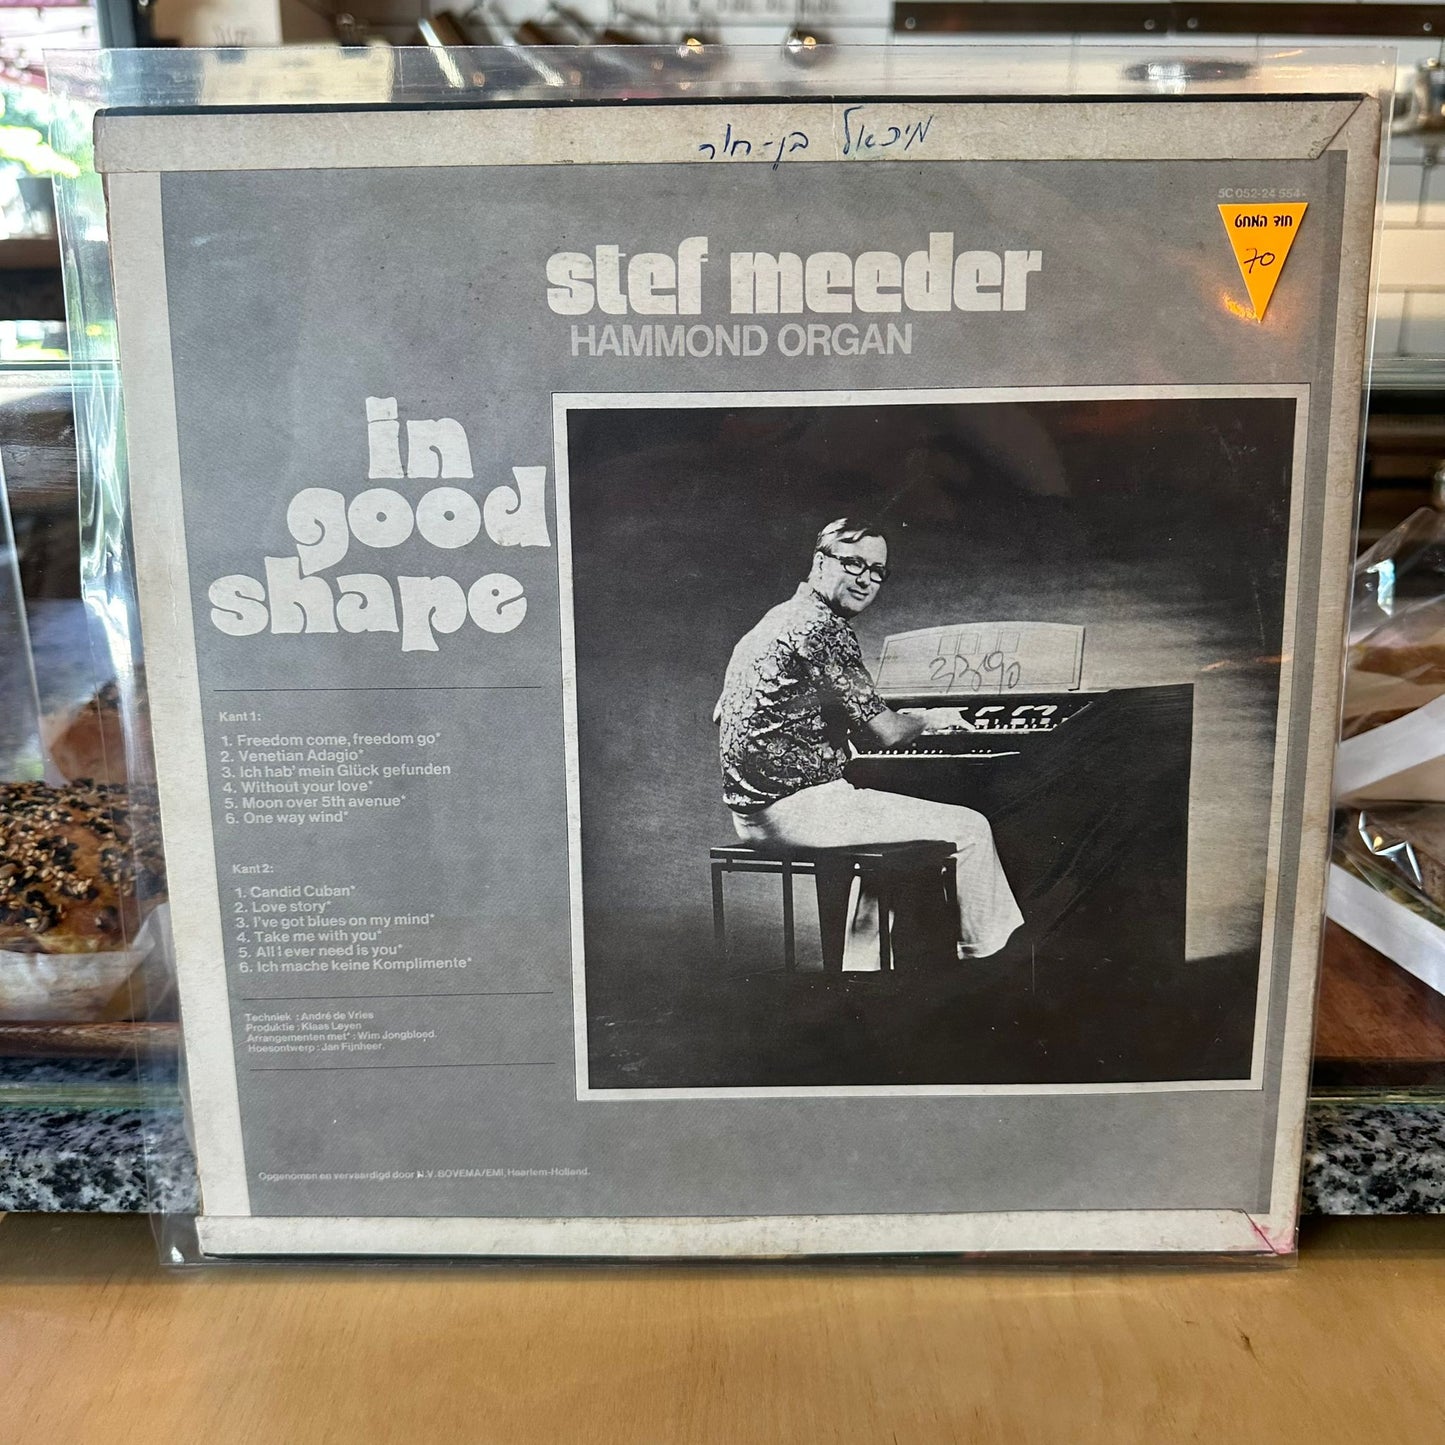 מיכאל בן-חור
5C 052-24 554
חוד המחט
70
stef meeder
HAMMOND ORGAN
in
good
shape
Kant 1:
1. Freedom come, freedom go*
2. Venetian Adagio*
3. Ich hab' mein Glück gefunden
4. Without your love*
5. Moon over 5th avenue*
6. One way wind*
Kant 2:
1. Candid Cuban*
2. Love story*
3. I've got blues on my mind*
4. Take me with you*
5. All I ever need is you*
6. Ich mache keine Komplimente*
Techniek : André de Vries
Produktie : Klaas Leyen
Arrangementen met* : Wim Jongbloed.
Hoesontwerp : Jan Fijnheer.
Opgenomen en vervaardigd door N.V. BOVEMA/EMI, Haarlem-Holland.